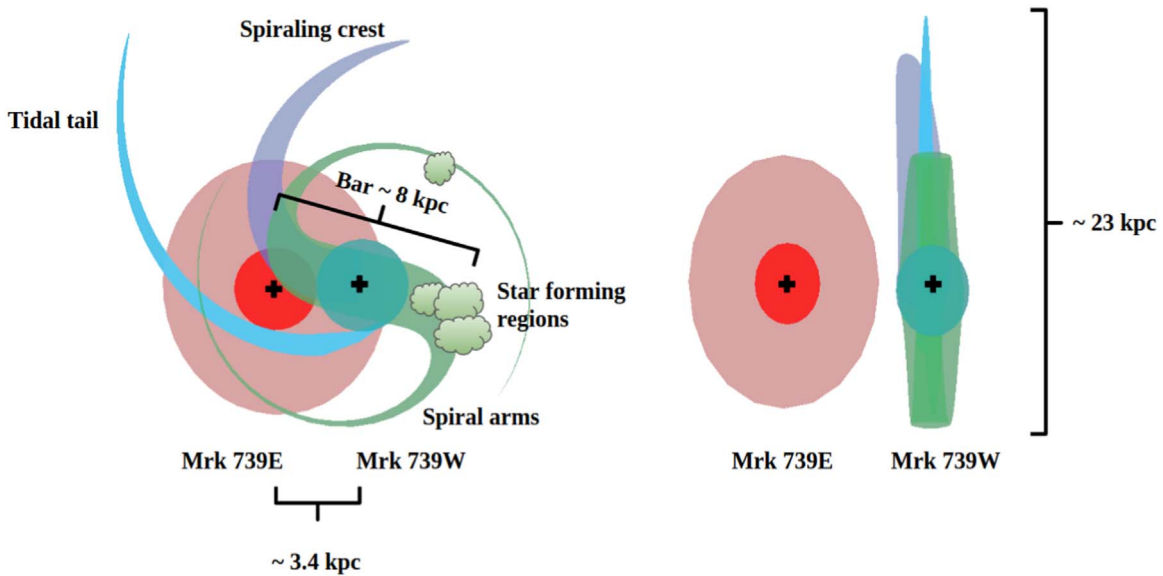 Spiraling crest
Tidal tail
Bar ~ 8 kpc
Star forming
regions
Spiral arms
Mrk 739E
Mrk 739W
~ 3.4 kpc
~ 23 kpc
Mrk 739E
Mrk 739W